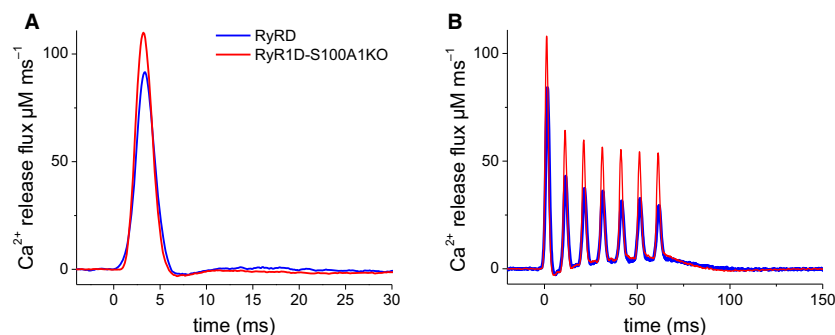 A
RyRD
RyR1D-S100A1KO
Ca²⁺ release flux µM ms⁻¹
100
50
0
0 5 10 15 20 25 30
time (ms)
B
Ca²⁺ release flux µM ms⁻¹
100
50
0
0 50 100 150
time (ms)